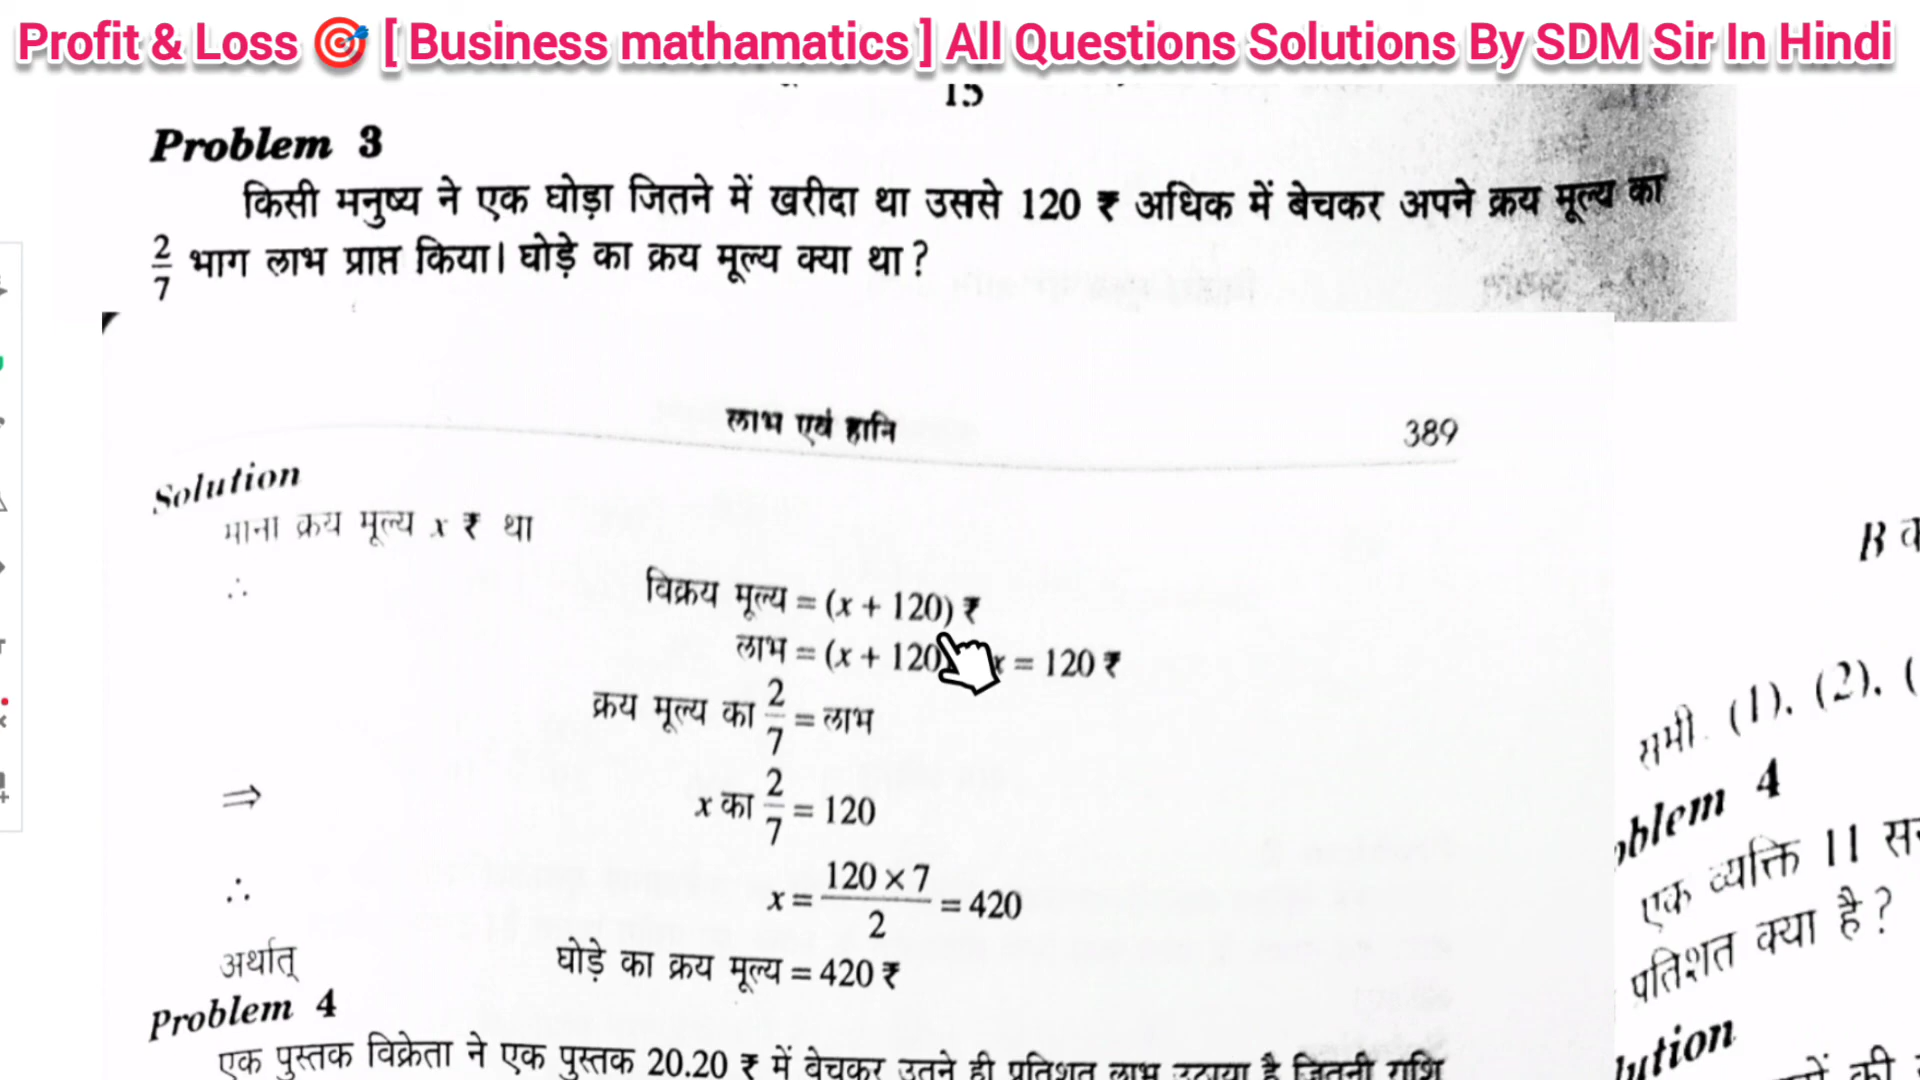 Profit & Loss 🎯 [ Business mathamatics ] All Questions Solutions By SDM Sir In Hindi
15
Problem 3
किसी मनुष्य ने एक घोड़ा जितने में खरीदा था उससे 120 ₹ अधिक में बेचकर अपने क्रय मूल्य का
2/7 भाग लाभ प्राप्त किया। घोड़े का क्रय मूल्य क्या था?
लाभ एवं हानि 389
Solution
माना क्रय मूल्य x ₹ था
∴ विक्रय मूल्य = (x + 120) ₹
लाभ = (x + 120) x = 120 ₹
क्रय मूल्य का 2/7 = लाभ
⇒ x का 2/7 = 120
∴ x = 120 × 7 / 2 = 420
अर्थात् घोड़े का क्रय मूल्य = 420 ₹
Problem 4
एक पुस्तक विक्रेता ने एक पुस्तक 20.20 ₹ में बेचकर उतने ही प्रतिशत लाभ उठाया है जितनी राशि
B
सभी (1), (2), (
oblem 4
एक व्यक्ति 11
प्रतिशत क्या है?
lution